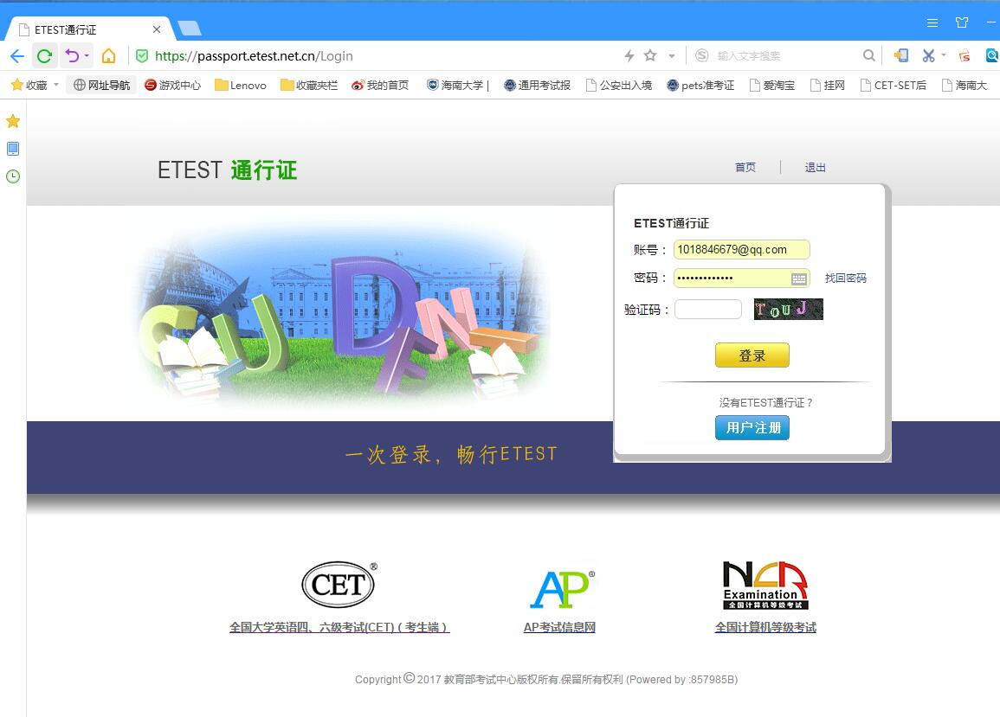 ETEST通行证
https://passport.etest.net.cn/Login
输入文字搜索
收藏 网址导航 游戏中心 Lenovo 收藏夹栏 我的首页 海南大学 | 通用考试报 公安出入境 pets准考证 爱淘宝 挂网 CET-SET后 海南大
ETEST 通行证
首页 退出
ETEST通行证
账号： 1018846679@qq.com
密码： ••••••••••••• 找回密码
验证码： T O U J
登录
没有ETEST通行证？
用户注册
一次登录，畅行ETEST
CET®
AP®
NCR
Examination
全国计算机等级考试
全国大学英语四、六级考试(CET)（考生端）
AP考试信息网
全国计算机等级考试
Copyright © 2017 教育部考试中心版权所有.保留所有权利 (Powered by :857985B)